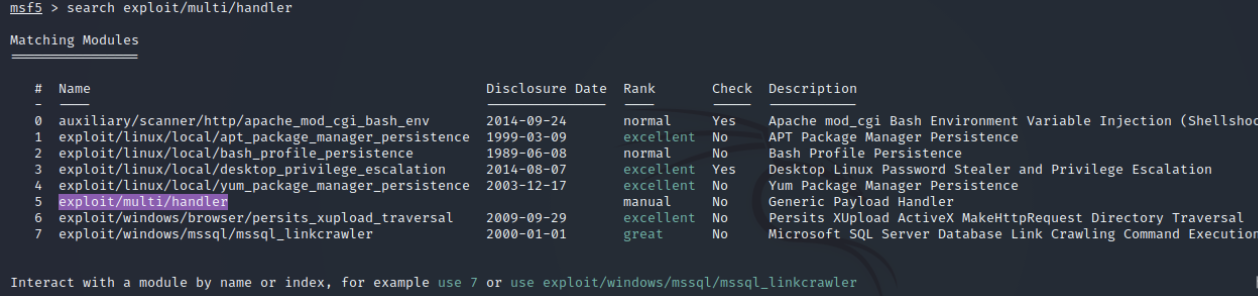 msf5 > search exploit/multi/handler
Matching Modules
================
# Name Disclosure Date Rank Check Description
- ---- --------------- ---- ----- -----------
0 auxiliary/scanner/http/apache_mod_cgi_bash_env 2014-09-24 normal Yes Apache mod_cgi Bash Environment Variable Injection (Shellshoc
1 exploit/linux/local/apt_package_manager_persistence 1999-03-09 excellent No APT Package Manager Persistence
2 exploit/linux/local/bash_profile_persistence 1989-06-08 normal No Bash Profile Persistence
3 exploit/linux/local/desktop_privilege_escalation 2014-08-07 excellent Yes Desktop Linux Password Stealer and Privilege Escalation
4 exploit/linux/local/yum_package_manager_persistence 2003-12-17 excellent No Yum Package Manager Persistence
5 exploit/multi/handler manual No Generic Payload Handler
6 exploit/windows/browser/persits_xupload_traversal 2009-09-29 excellent No Persits XUpload ActiveX MakeHttpRequest Directory Traversal
7 exploit/windows/mssql/mssql_linkcrawler 2000-01-01 great No Microsoft SQL Server Database Link Crawling Command Execution
Interact with a module by name or index, for example use 7 or use exploit/windows/mssql/mssql_linkcrawler